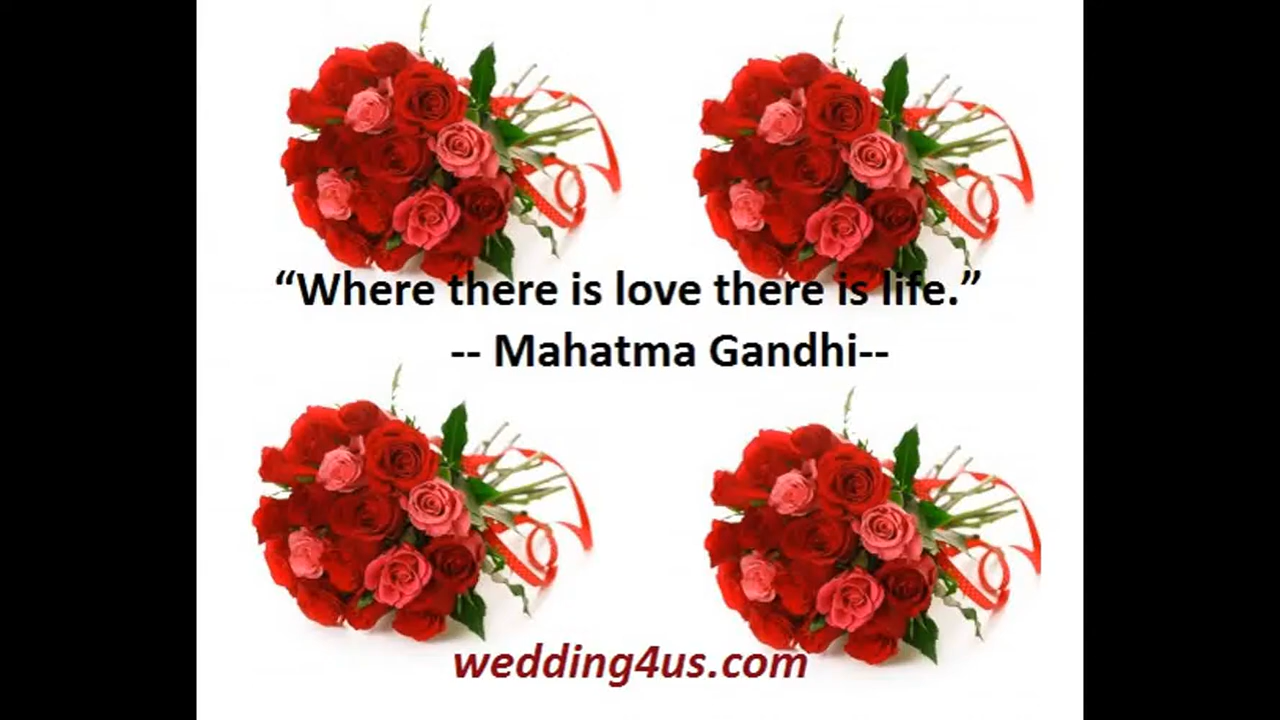 “Where there is love there is life.”
-- Mahatma Gandhi--
wedding4us.com